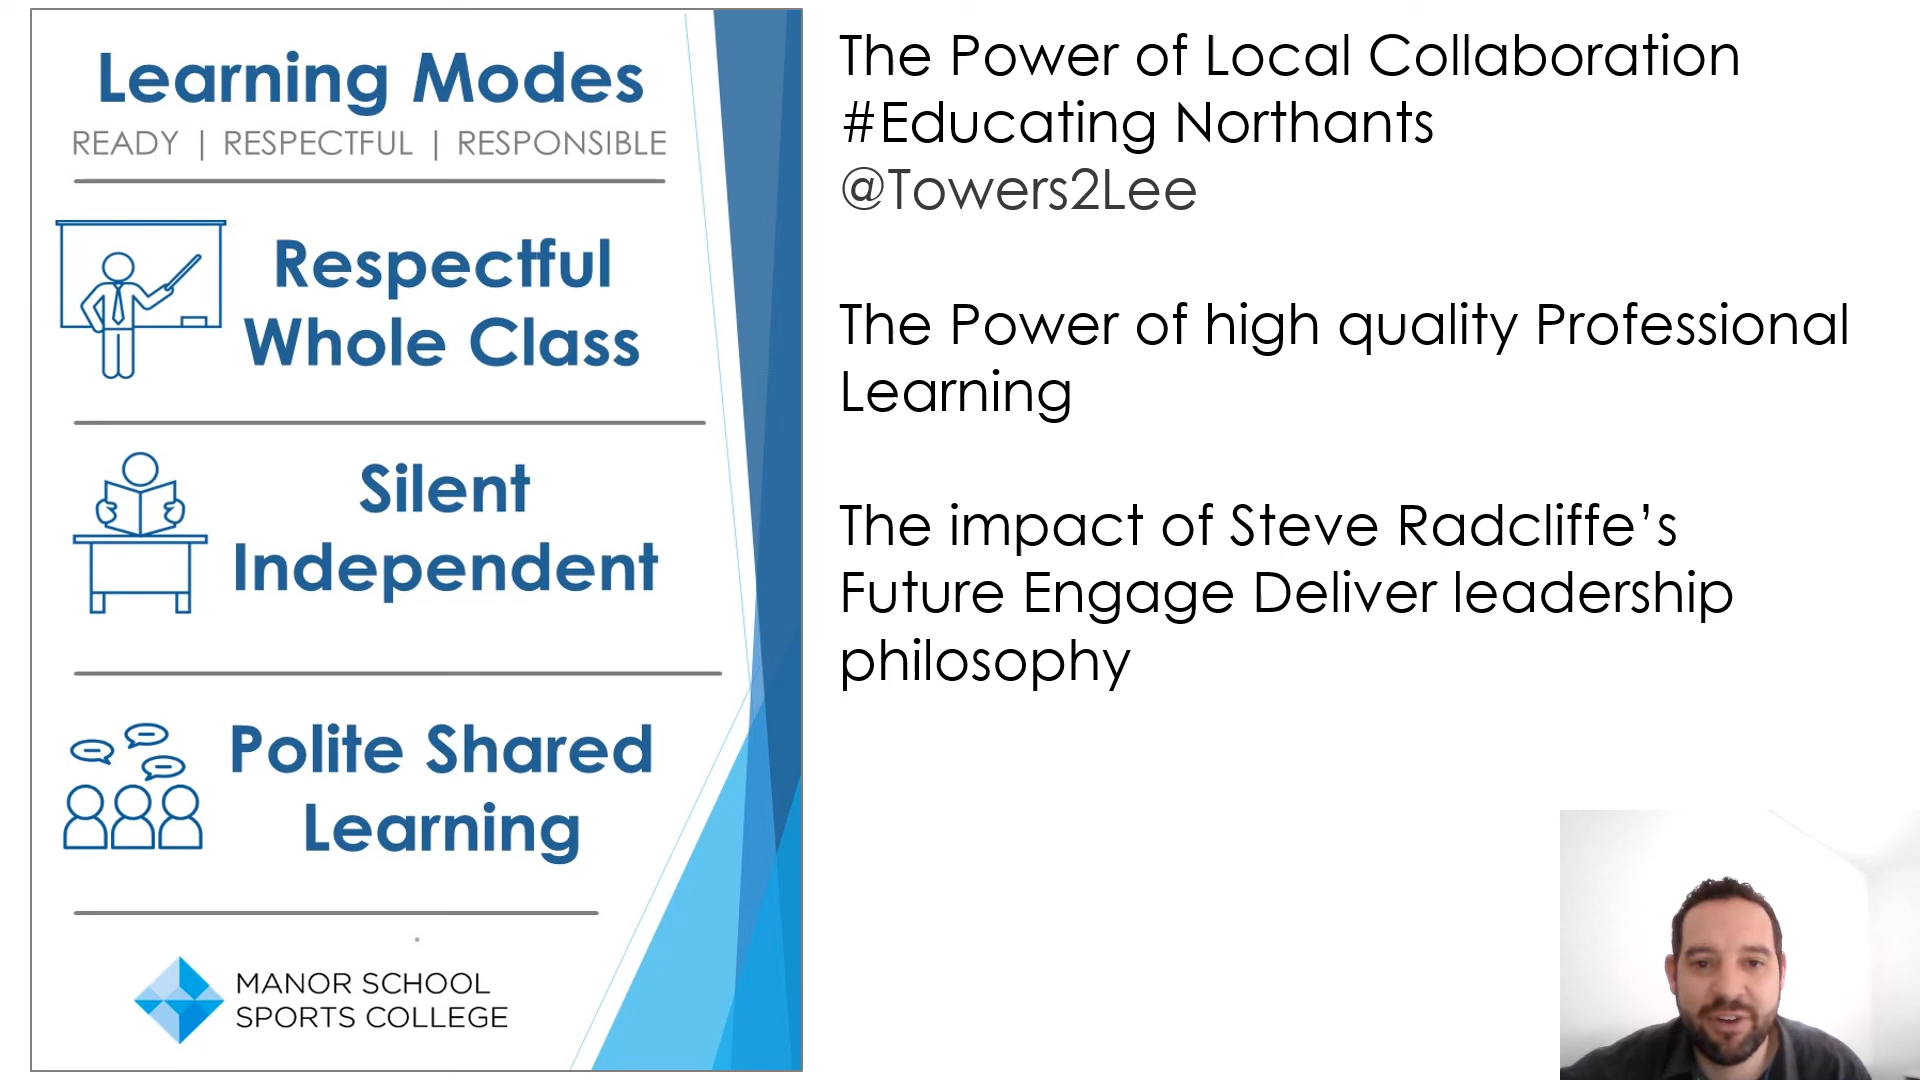 Learning Modes
READY | RESPECTFUL | RESPONSIBLE
Respectful
Whole Class
Silent
Independent
Polite Shared
Learning
MANOR SCHOOL
SPORTS COLLEGE
The Power of Local Collaboration
#Educating Northants
@Towers2Lee
The Power of high quality Professional
Learning
The impact of Steve Radcliffe’s
Future Engage Deliver leadership
philosophy